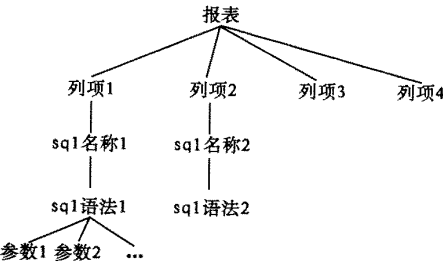 报表
列项1 列项2 列项3 列项4
sql名称1 sql名称2
sql语法1 sql语法2
参数1 参数2 ...